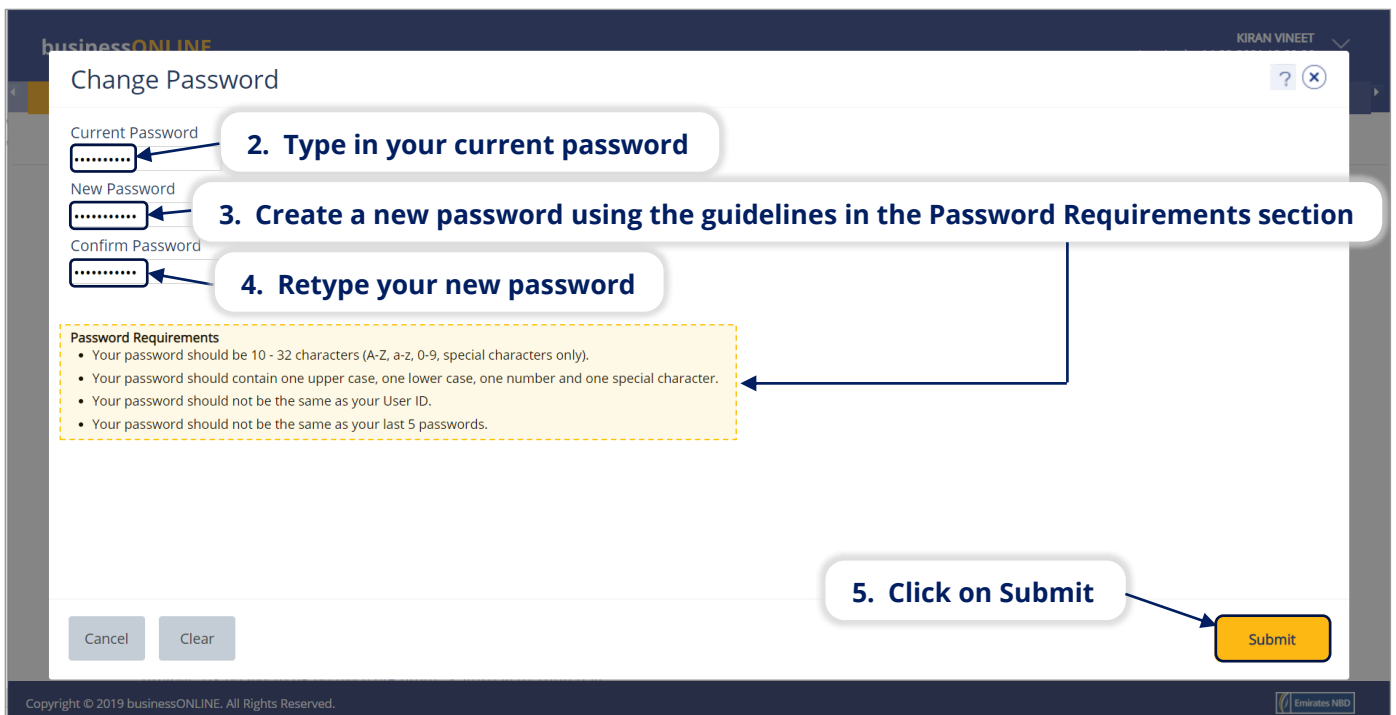 businessONLINE
KIRAN VINEET
Change Password
?
Current Password
••••••••••
2. Type in your current password
New Password
•••••••••••
3. Create a new password using the guidelines in the Password Requirements section
Confirm Password
•••••••••••
4. Retype your new password
Password Requirements
• Your password should be 10 - 32 characters (A-Z, a-z, 0-9, special characters only).
• Your password should contain one upper case, one lower case, one number and one special character.
• Your password should not be the same as your User ID.
• Your password should not be the same as your last 5 passwords.
5. Click on Submit
Cancel
Clear
Submit
Copyright © 2019 businessONLINE. All Rights Reserved.
Emirates NBD